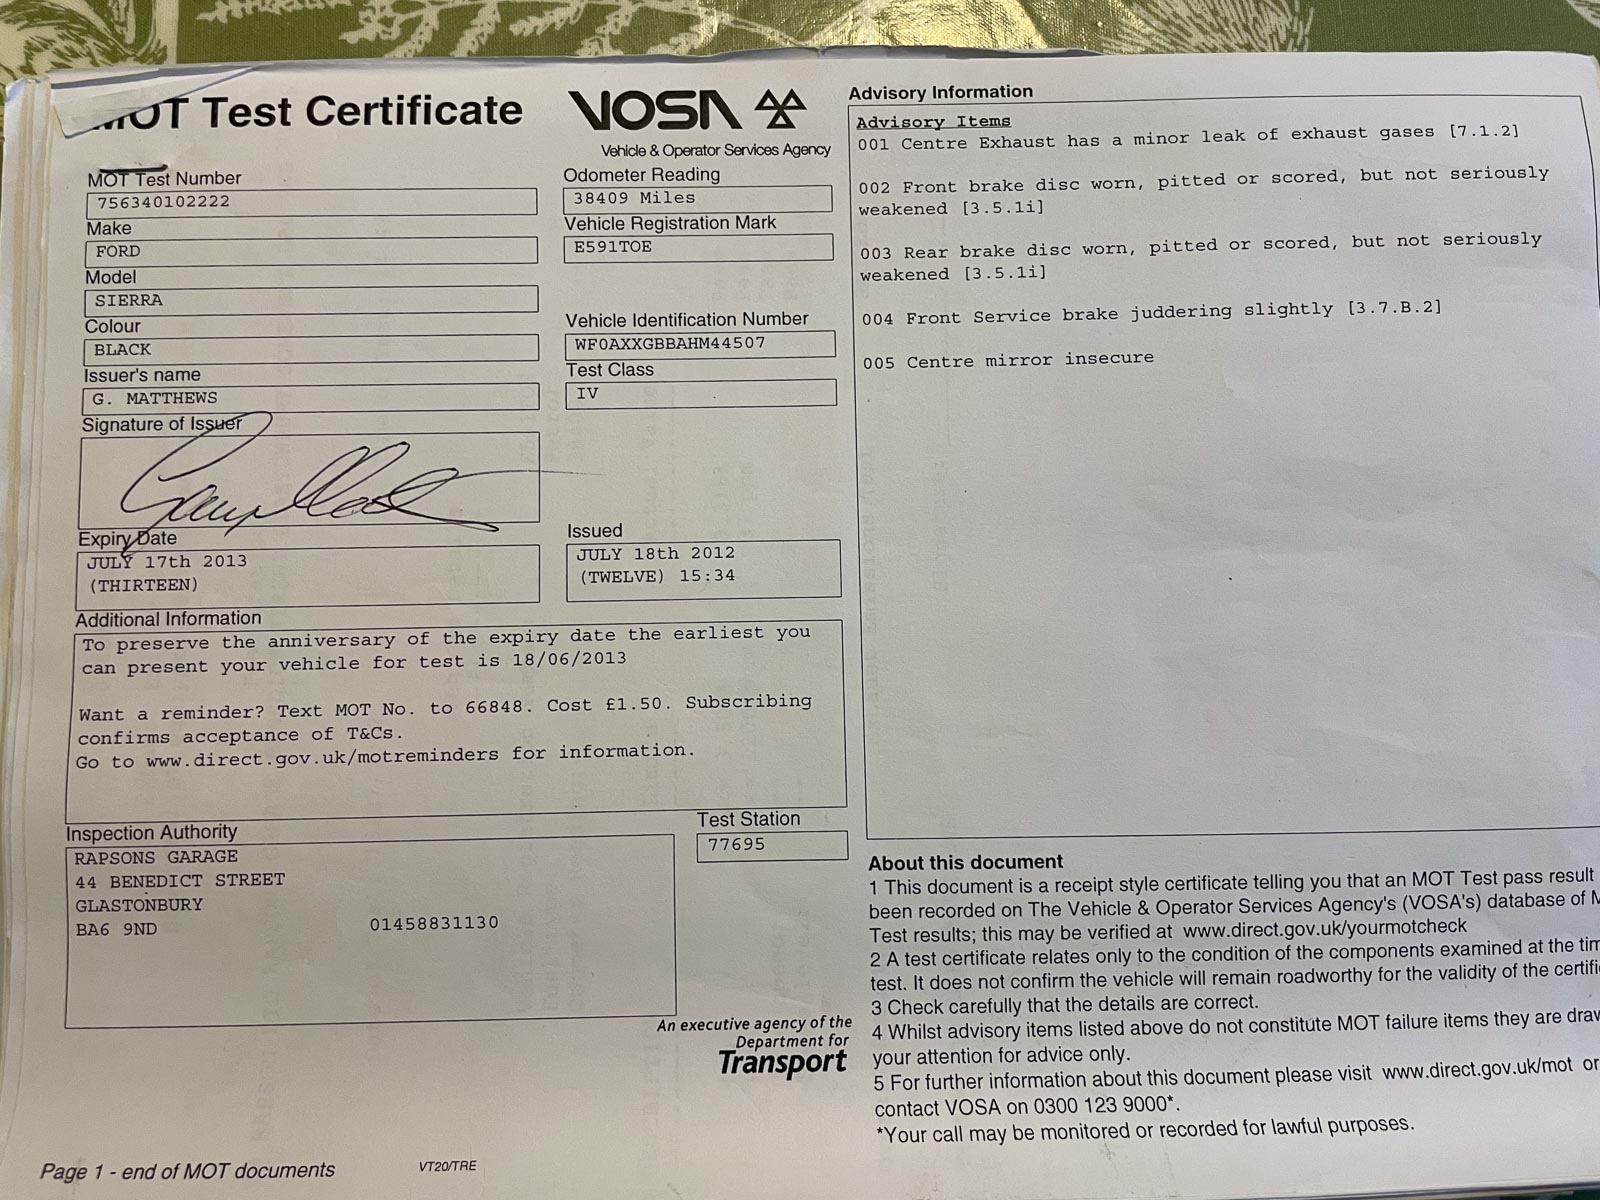 MOT Test Certificate
VOSA
Vehicle & Operator Services Agency
MOT Test Number
756340102222
Make
FORD
Model
SIERRA
Colour
BLACK
Issuer's name
G. MATTHEWS
Signature of Issuer
Odometer Reading
38409 Miles
Vehicle Registration Mark
E591TOE
Vehicle Identification Number
WF0AXXGBBAHM44507
Test Class
IV
Expiry Date
JULY 17th 2013
(THIRTEEN)
Issued
JULY 18th 2012
(TWELVE) 15:34
Additional Information
To preserve the anniversary of the expiry date the earliest you
can present your vehicle for test is 18/06/2013
Want a reminder? Text MOT No. to 66848. Cost £1.50. Subscribing
confirms acceptance of T&Cs.
Go to www.direct.gov.uk/motreminders for information.
Inspection Authority
RAPSONS GARAGE
44 BENEDICT STREET
GLASTONBURY
BA6 9ND 01458831130
Test Station
77695
An executive agency of the
Department for
Transport
Page 1 - end of MOT documents VT20/TRE
Advisory Information
Advisory Items
001 Centre Exhaust has a minor leak of exhaust gases [7.1.2]
002 Front brake disc worn, pitted or scored, but not seriously
weakened [3.5.1i]
003 Rear brake disc worn, pitted or scored, but not seriously
weakened [3.5.1i]
004 Front Service brake juddering slightly [3.7.B.2]
005 Centre mirror insecure
About this document
1 This document is a receipt style certificate telling you that an MOT Test pass result
been recorded on The Vehicle & Operator Services Agency's (VOSA's) database of
Test results; this may be verified at www.direct.gov.uk/yourmotcheck
2 A test certificate relates only to the condition of the components examined at the
test. It does not confirm the vehicle will remain roadworthy for the validity of the
3 Check carefully that the details are correct.
4 Whilst advisory items listed above do not constitute MOT failure items they are
your attention for advice only.
5 For further information about this document please visit www.direct.gov.uk/mot or
contact VOSA on 0300 123 9000*.
*Your call may be monitored or recorded for lawful purposes.